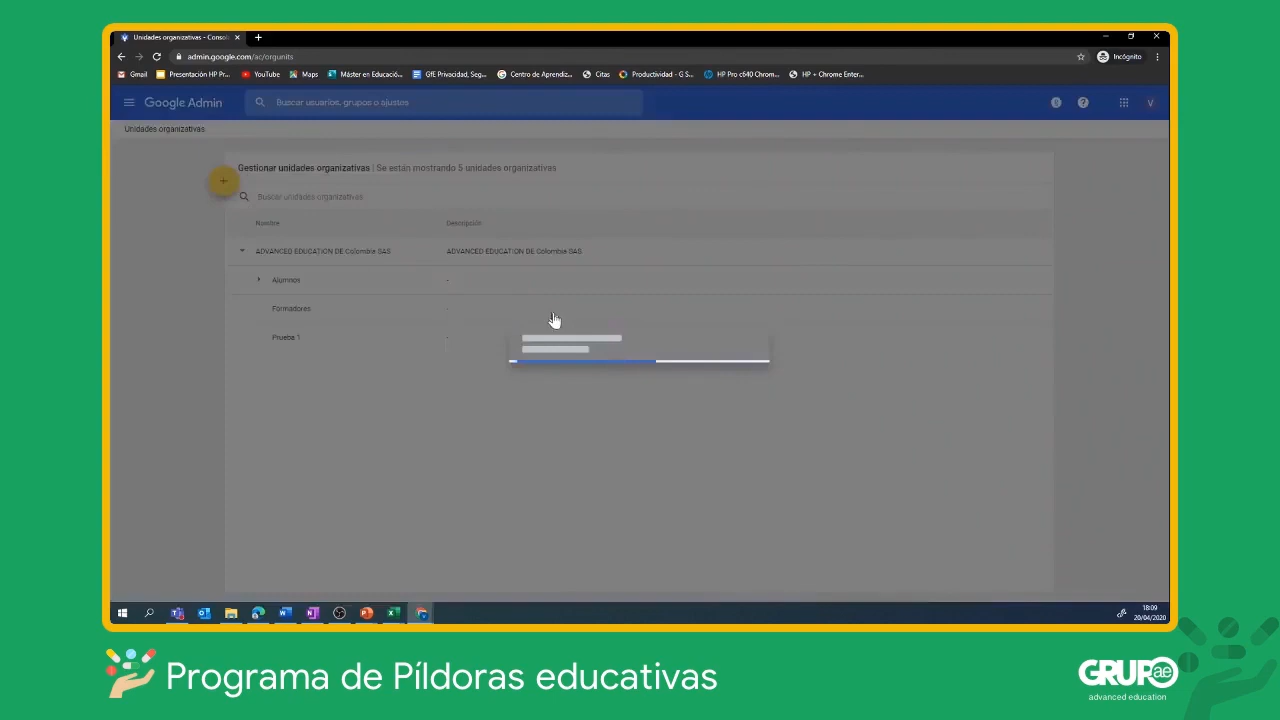 Unidades organizativas - Consol
admin.google.com/ac/orgunits
Incógnito
Gmail
Presentación HP Pr...
YouTube
Maps
Máster en Educació...
GfE Privacidad, Seg...
Centro de Aprendiz...
Citas
Productividad - G S...
HP Pro c640 Chrom...
HP + Chrome Enter...
Google Admin
Buscar usuarios, grupos o ajustes
V
Unidades organizativas
Gestionar unidades organizativas | Se están mostrando 5 unidades organizativas
Buscar unidades organizativas
Nombre
Descripción
ADVANCED EDUCATION DE Colombia SAS
ADVANCED EDUCATION DE Colombia SAS
Alumnos
-
Formadores
-
Prueba 1
-
18:09
20/04/2020
Programa de Píldoras educativas
GRUPO ae
advanced education